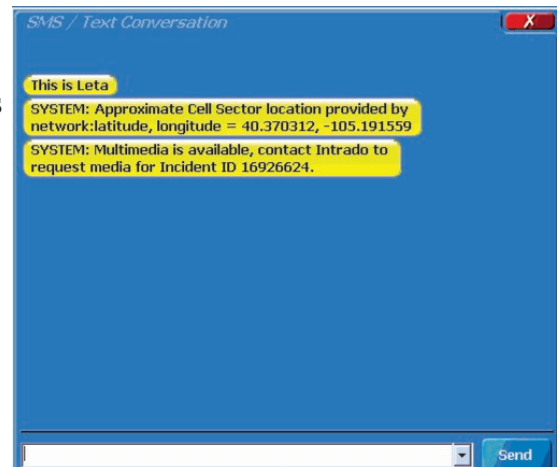 SMS / Text Conversation
X
This is Leta
SYSTEM: Approximate Cell Sector location provided by
network:latitude, longitude = 40.370312, -105.191559
SYSTEM: Multimedia is available, contact Intrado to
request media for Incident ID 16926624.
Send